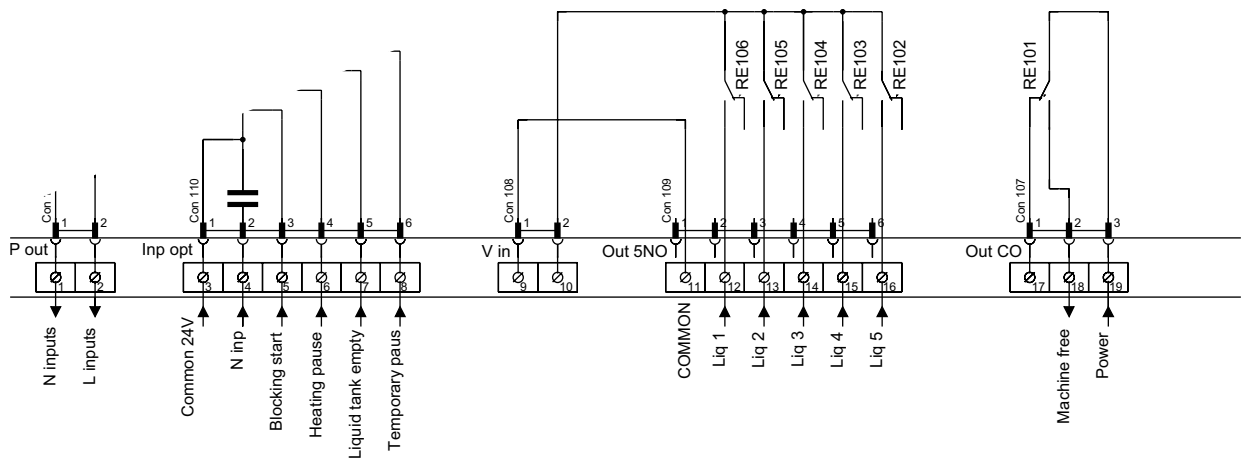 RE106
RE105
RE104
RE103
RE102
RE101
Con 110
Con 108
Con 109
Con 107
1 2
1 2 3 4 5 6
1 2
1 2 3 4 5 6
1 2 3
P out
Inp opt
V in
Out 5NO
Out CO
1 2
3 4 5 6 7 8
9 10
11 12 13 14 15 16
17 18 19
N inputs
L inputs
Common 24V
N inp
Blocking start
Heating pause
Liquid tank empty
Temporary paus
COMMON
Liq 1
Liq 2
Liq 3
Liq 4
Liq 5
Machine free
Power